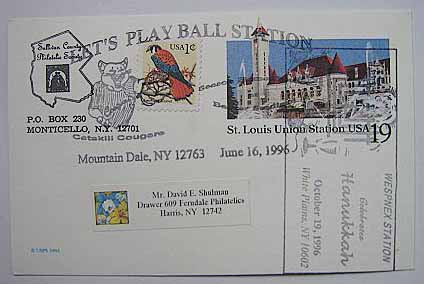 LET'S PLAY BALL STATION
Sullivan County
Philatelic Society
P.O. BOX 230
MONTICELLO, N.Y. 12701
Catskill Cougars
USA 1c
St. Louis Union Station USA 19
Mountain Dale, NY 12763 June 16, 1996
Mr. David E. Shulman
Drawer 609 Ferndale Philatelics
Harris, NY 12742
WESPNEX STATION
Celebrates
Hanukkah
October 19, 1996
White Plains, NY 10602
© USPS 1991